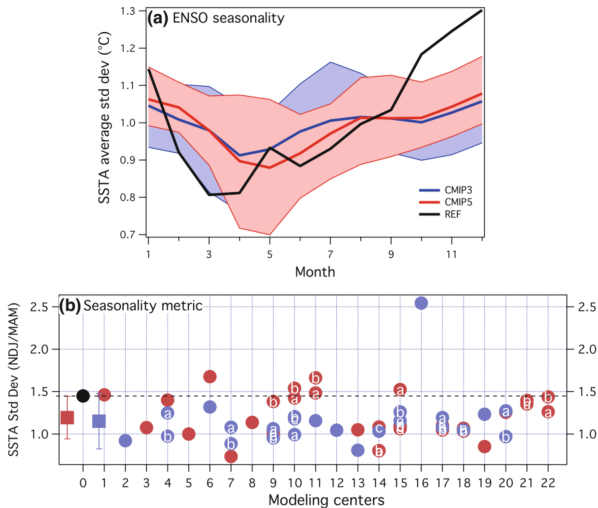 (a) ENSO seasonality
SSTA average std dev (°C)
1.3
1.2
1.1
1.0
0.9
0.8
0.7
CMIP3
CMIP5
REF
1 3 5 7 9 11
Month
(b) Seasonality metric
SSTA Std Dev (NDJ/MAM)
2.5 2.5
2.0 2.0
1.5 1.5
1.0 1.0
0 1 2 3 4 5 6 7 8 9 10 11 12 13 14 15 16 17 18 19 20 21 22
Modeling centers